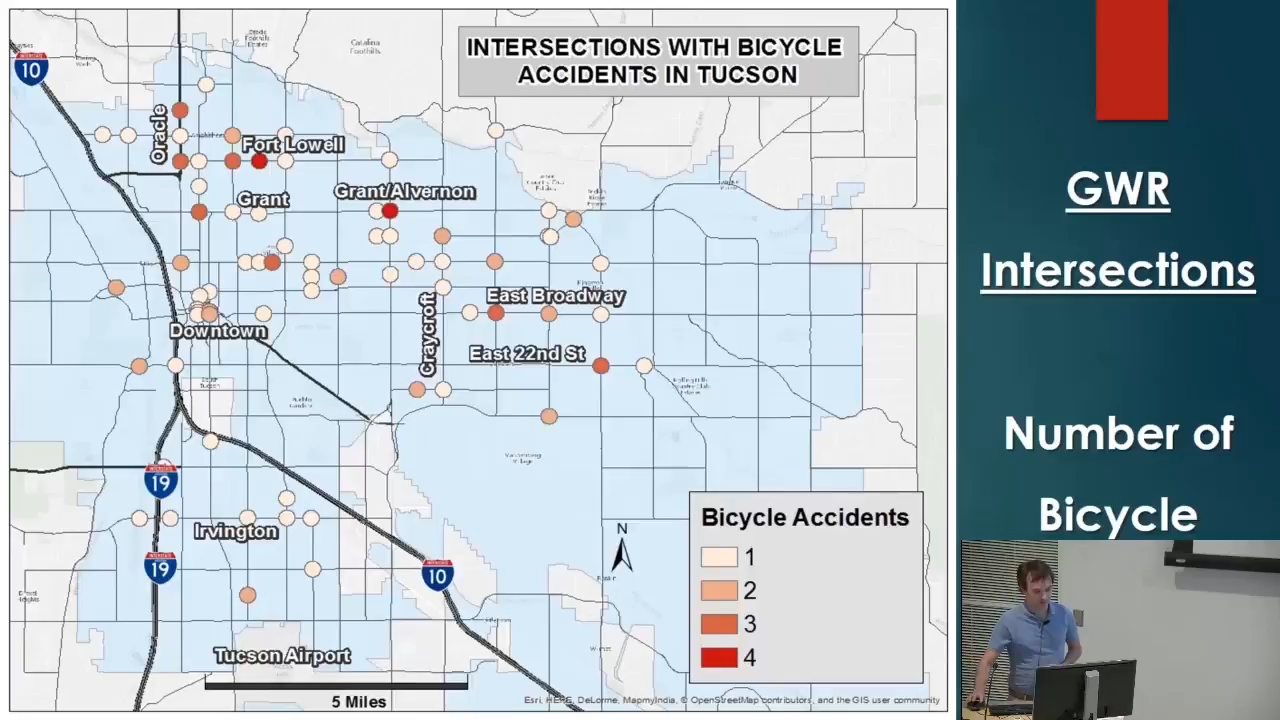 INTERSECTIONS WITH BICYCLE
ACCIDENTS IN TUCSON
Catalina
Foothills
10
Oracle
Fort Lowell
Grant/Alvernon
Grant
East Broadway
Downtown
Craycroft
East 22nd St
19
Irvington
19
10
Tucson Airport
5 Miles
N
Bicycle Accidents
1
2
3
4
Esri, HERE, DeLorme, MapmyIndia, © OpenStreetMap contributors, and the GIS user community
GWR
Intersections
Number of
Bicycle